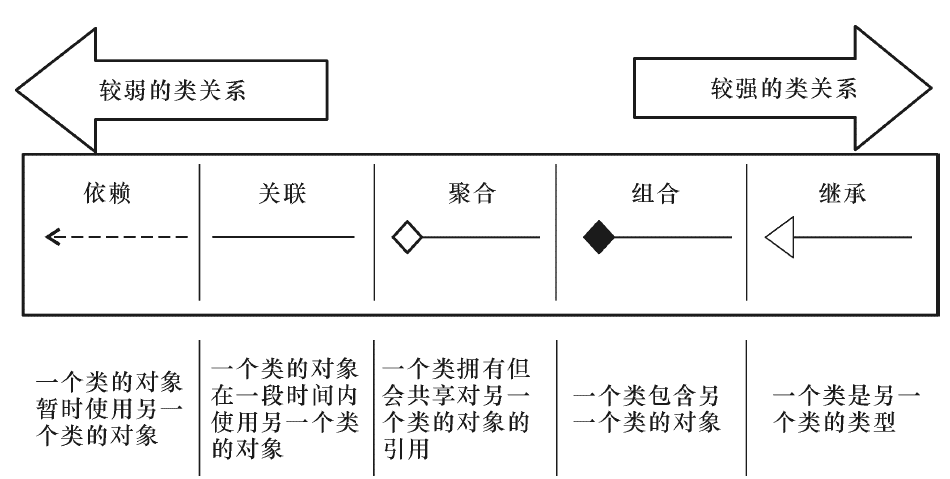 较弱的类关系
较强的类关系
依赖
关联
聚合
组合
继承
一个类的对象
暂时使用另一
个类的对象
一个类的对象
在一段时间内
使用另一个类
的对象
一个类拥有但
会共享对另一
个类的对象的
引用
一个类包含另
一个类的对象
一个类是另一
个类的类型